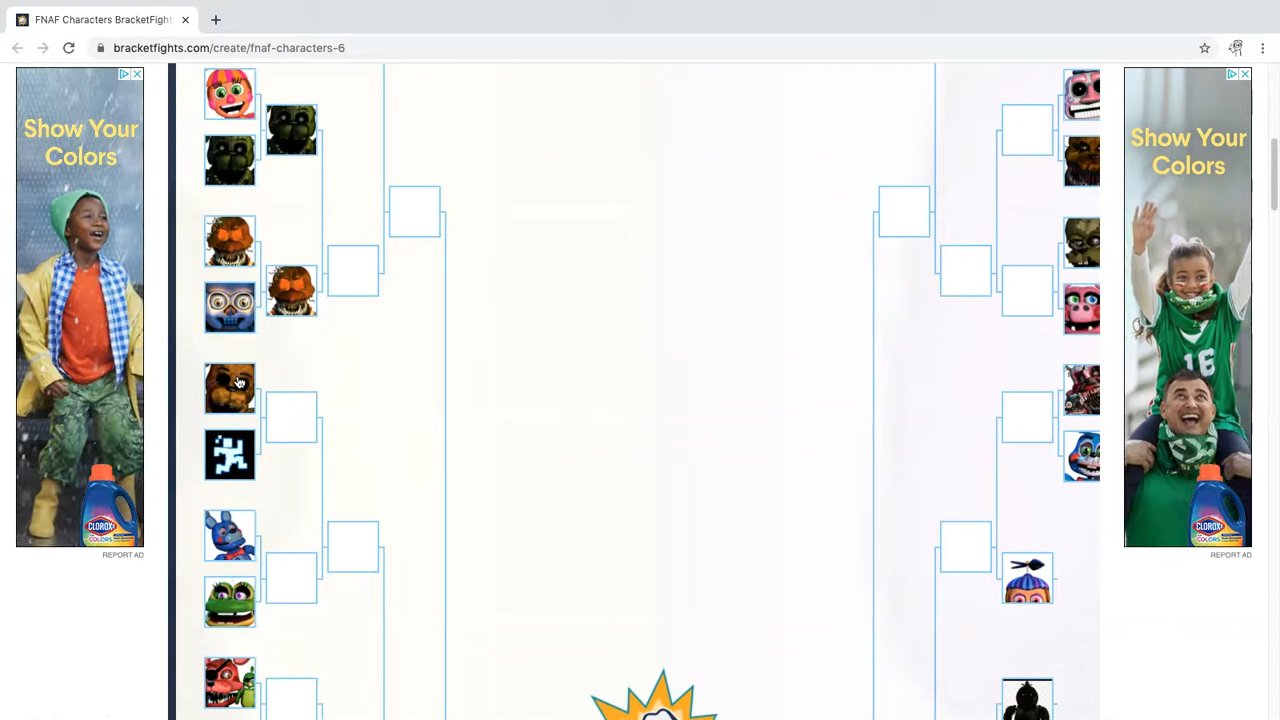 FNAF Characters BracketFigh
bracketfights.com/create/fnaf-characters-6
Show Your
Colors
CLOROX
COLORS
REPORT AD
Show Your
Colors
16
CLOROX
COLORS
REPORT AD